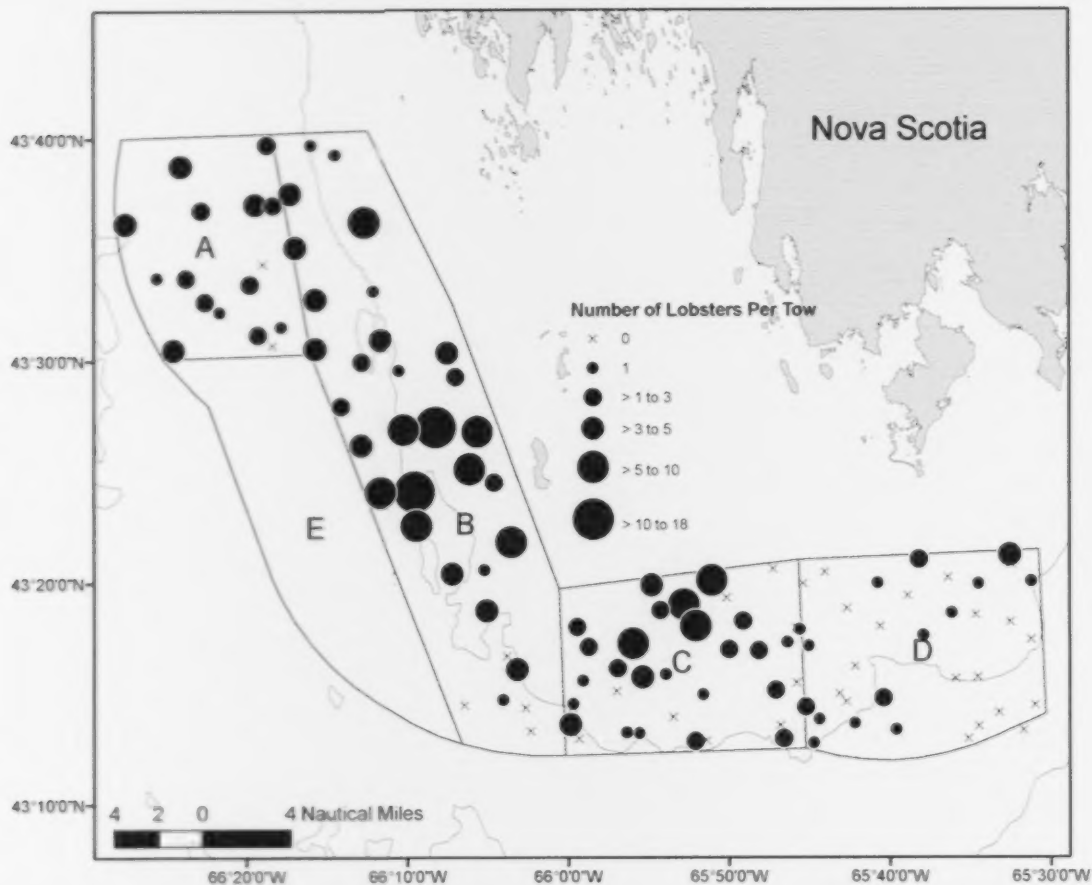 Nova Scotia
43°40'0"N
A
Number of Lobsters Per Tow
0
1
> 1 to 3
> 3 to 5
> 5 to 10
> 10 to 18
43°30'0"N
B
E
43°20'0"N
C
D
43°10'0"N
4 2 0 4 Nautical Miles
66°20'0"W 66°10'0"W 66°0'0"W 65°50'0"W 65°40'0"W 65°30'0"W